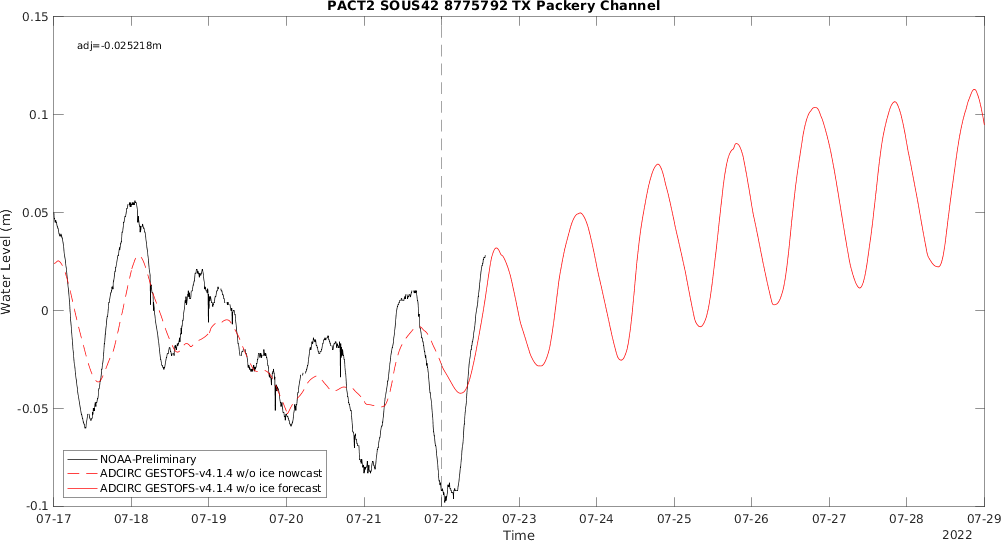 PACT2 SOUS42 8775792 TX Packery Channel
0.15
adj=-0.025218m
0.1
0.05
Water Level (m)
0
-0.05
NOAA-Preliminary
ADCIRC GESTOFS-v4.1.4 w/o ice nowcast
ADCIRC GESTOFS-v4.1.4 w/o ice forecast
-0.1
07-17 07-18 07-19 07-20 07-21 07-22 07-23 07-24 07-25 07-26 07-27 07-28 07-29
Time
2022